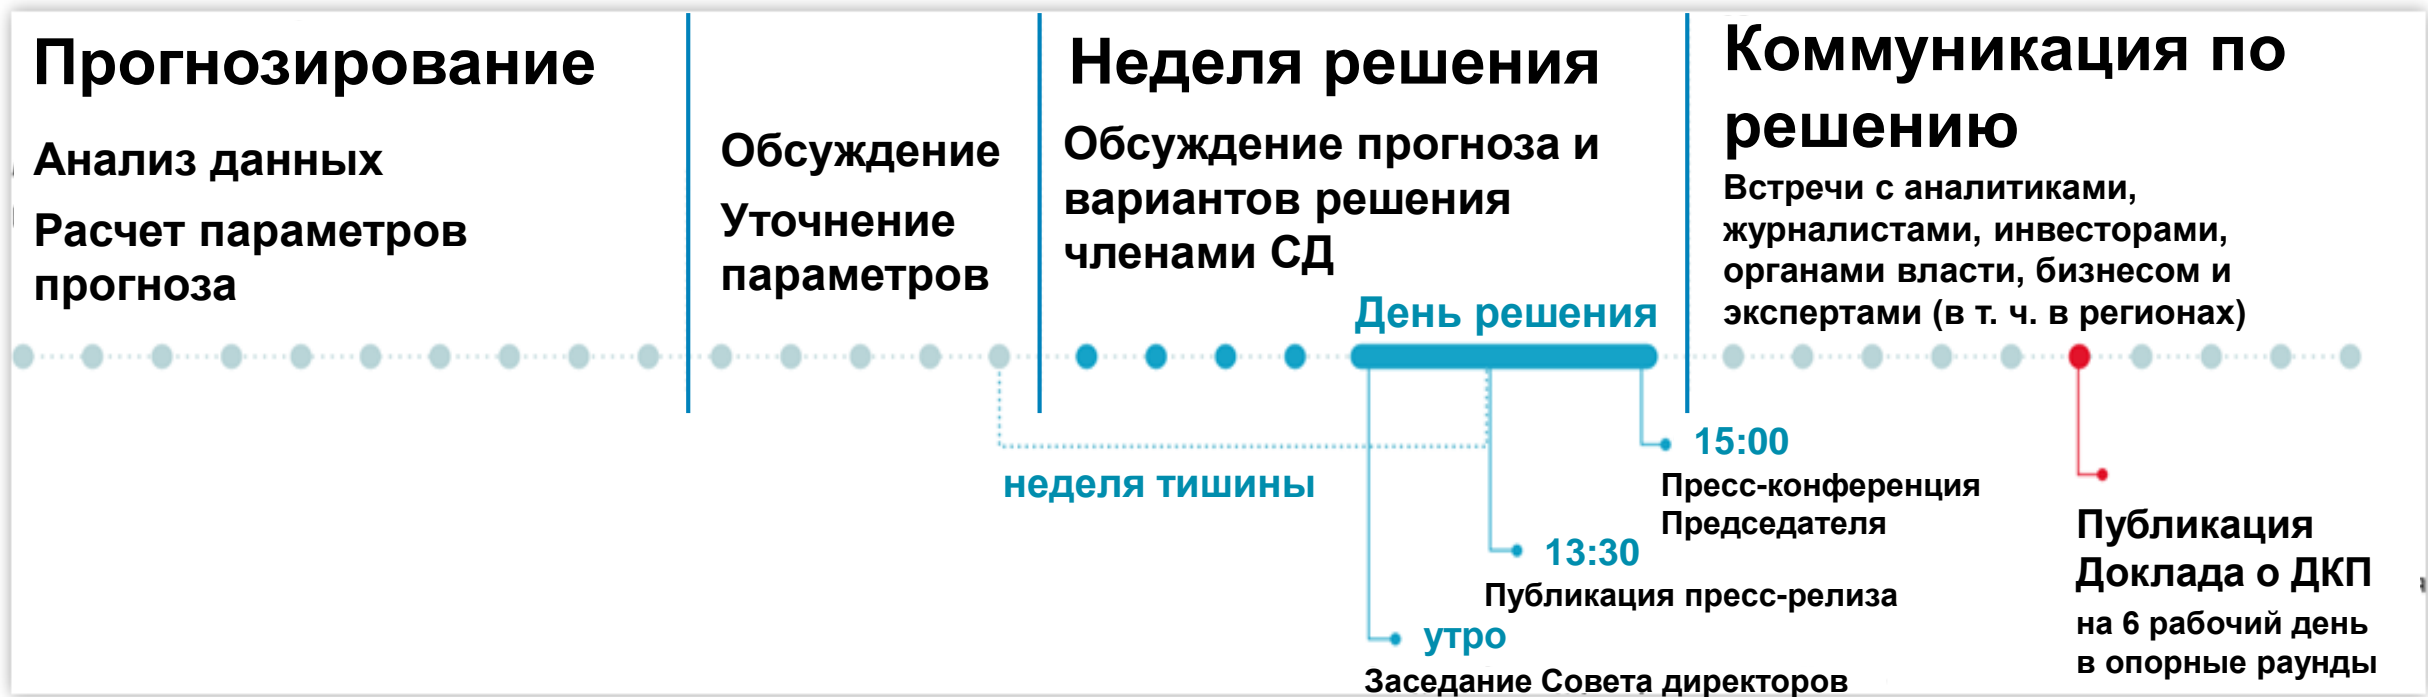 Прогнозирование
Анализ данных
Расчет параметров
прогноза
Обсуждение
Уточнение
параметров
Неделя решения
Обсуждение прогноза и
вариантов решения
членами СД
День решения
Коммуникация по
решению
Встречи с аналитиками,
журналистами, инвесторами,
органами власти, бизнесом и
экспертами (в т. ч. в регионах)
неделя тишины
15:00
Пресс-конференция
Председателя
13:30
Публикация пресс-релиза
утро
Заседание Совета директоров
Публикация
Доклада о ДКП
на 6 рабочий день
в опорные раунды